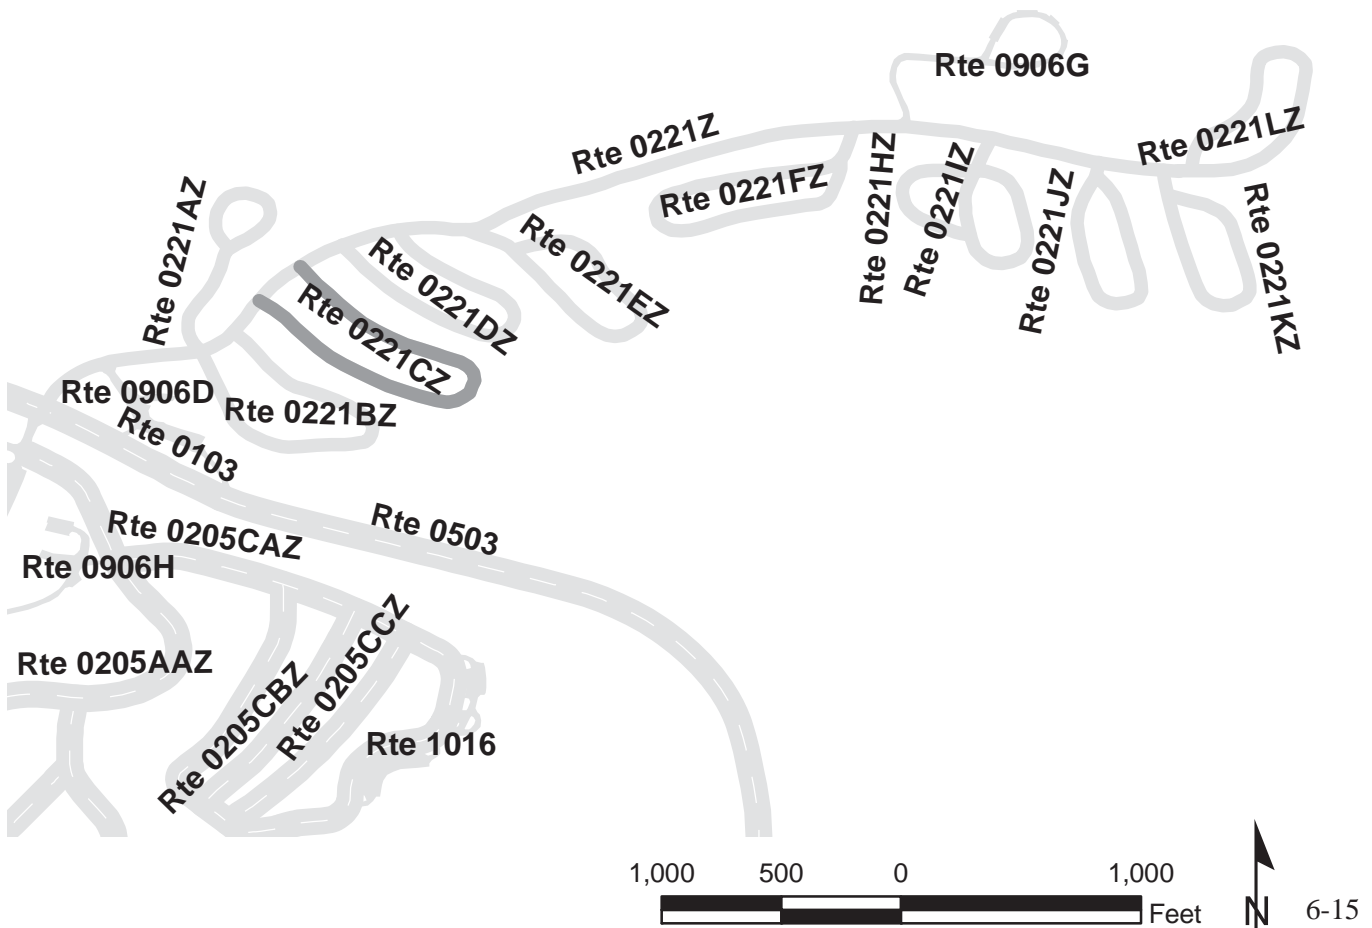 Rte 0906G
Rte 0221Z
Rte 0221LZ
Rte 0221FZ
Rte 0221HZ
Rte 0221IZ
Rte 0221JZ
Rte 0221KZ
Rte 0221AZ
Rte 0221EZ
Rte 0221DZ
Rte 0221CZ
Rte 0906D
Rte 0221BZ
Rte 0103
Rte 0503
Rte 0205CAZ
Rte 0906H
Rte 0205AAZ
Rte 0205CBZ
Rte 0205CCZ
Rte 1016
1,000 500 0 1,000
Feet
N
6-15